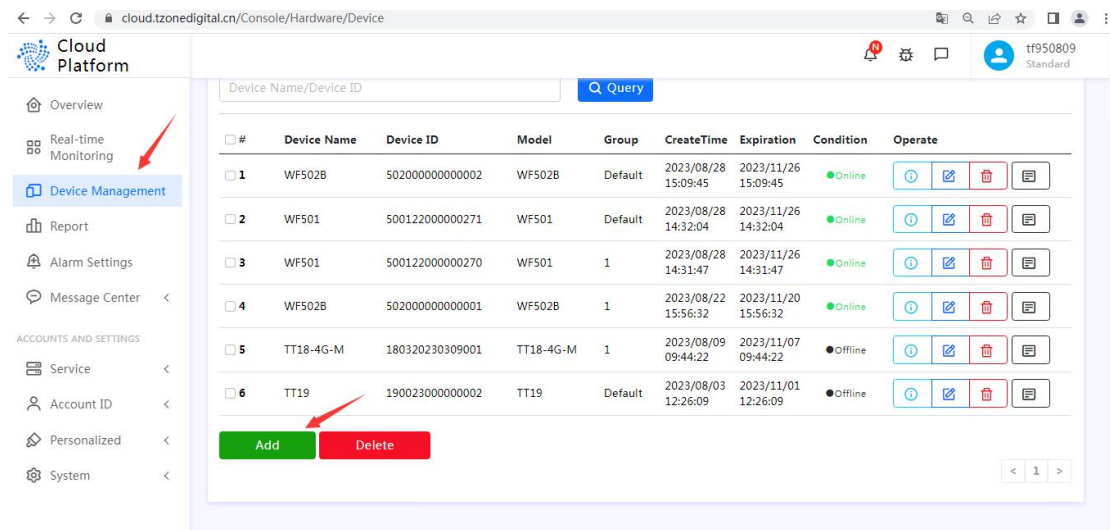 cloud.tzonedigital.cn/Console/Hardware/Device
Cloud
Platform
N
tf950809
Standard
Overview
Real-time
Monitoring
Device Management
Report
Alarm Settings
Message Center <
ACCOUNTS AND SETTINGS
Service <
Account ID <
Personalized <
System <
Device Name/Device ID
Query
# Device Name Device ID Model Group CreateTime Expiration Condition Operate
1 WF502B 502000000000002 WF502B Default 2023/08/28 15:09:45 2023/11/26 15:09:45 Online
2 WF501 500122000000271 WF501 Default 2023/08/28 14:32:04 2023/11/26 14:32:04 Online
3 WF501 500122000000270 WF501 1 2023/08/28 14:31:47 2023/11/26 14:31:47 Online
4 WF502B 502000000000001 WF502B 1 2023/08/22 15:56:32 2023/11/20 15:56:32 Online
5 TT18-4G-M 180320230309001 TT18-4G-M 1 2023/08/09 09:44:22 2023/11/07 09:44:22 Offline
6 TT19 190023000000002 TT19 Default 2023/08/03 12:26:09 2023/11/01 12:26:09 Offline
Add Delete
< 1 >